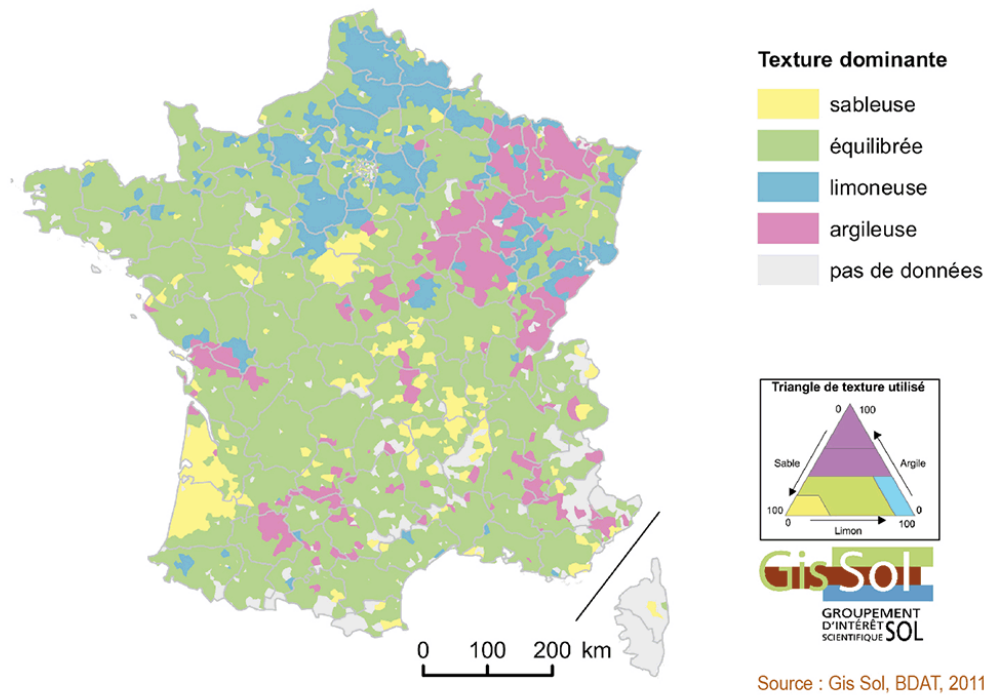 Texture dominante
sableuse
équilibrée
limoneuse
argileuse
pas de données
Triangle de texture utilisé
0 100
Sable
Argile
100 0
0 100
Limon
Gis Sol
GROUPEMENT
D'INTÉRÊT
SCIENTIFIQUE SOL
0 100 200 km
Source : Gis Sol, BDAT, 2011